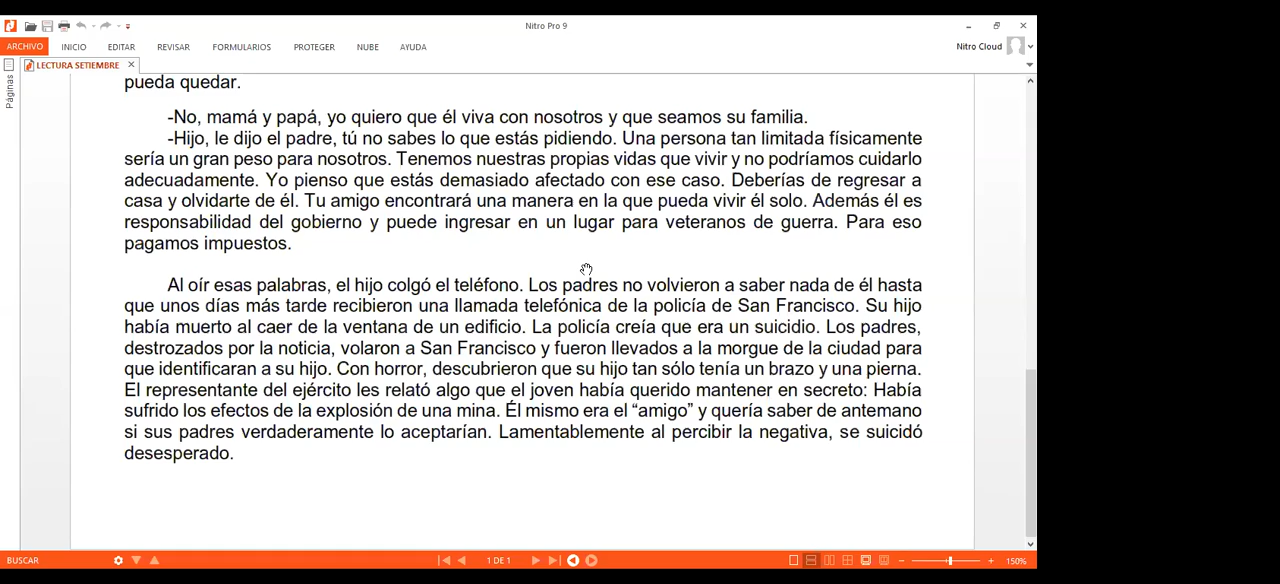 Nitro Pro 9
ARCHIVO INICIO EDITAR REVISAR FORMULARIOS PROTEGER NUBE AYUDA Nitro Cloud
LECTURA SETIEMBRE
Páginas
pueda quedar.
-No, mamá y papá, yo quiero que él viva con nosotros y que seamos su familia.
-Hijo, le dijo el padre, tú no sabes lo que estás pidiendo. Una persona tan limitada físicamente
sería un gran peso para nosotros. Tenemos nuestras propias vidas que vivir y no podríamos cuidarlo
adecuadamente. Yo pienso que estás demasiado afectado con ese caso. Deberías de regresar a
casa y olvidarte de él. Tu amigo encontrará una manera en la que pueda vivir él solo. Además él es
responsabilidad del gobierno y puede ingresar en un lugar para veteranos de guerra. Para eso
pagamos impuestos.
Al oír esas palabras, el hijo colgó el teléfono. Los padres no volvieron a saber nada de él hasta
que unos días más tarde recibieron una llamada telefónica de la policía de San Francisco. Su hijo
había muerto al caer de la ventana de un edificio. La policía creía que era un suicidio. Los padres,
destrozados por la noticia, volaron a San Francisco y fueron llevados a la morgue de la ciudad para
que identificaran a su hijo. Con horror, descubrieron que su hijo tan sólo tenía un brazo y una pierna.
El representante del ejército les relató algo que el joven había querido mantener en secreto: Había
sufrido los efectos de la explosión de una mina. Él mismo era el “amigo” y quería saber de antemano
si sus padres verdaderamente lo aceptarían. Lamentablemente al percibir la negativa, se suicidó
desesperado.
BUSCAR 1 DE 1 150%